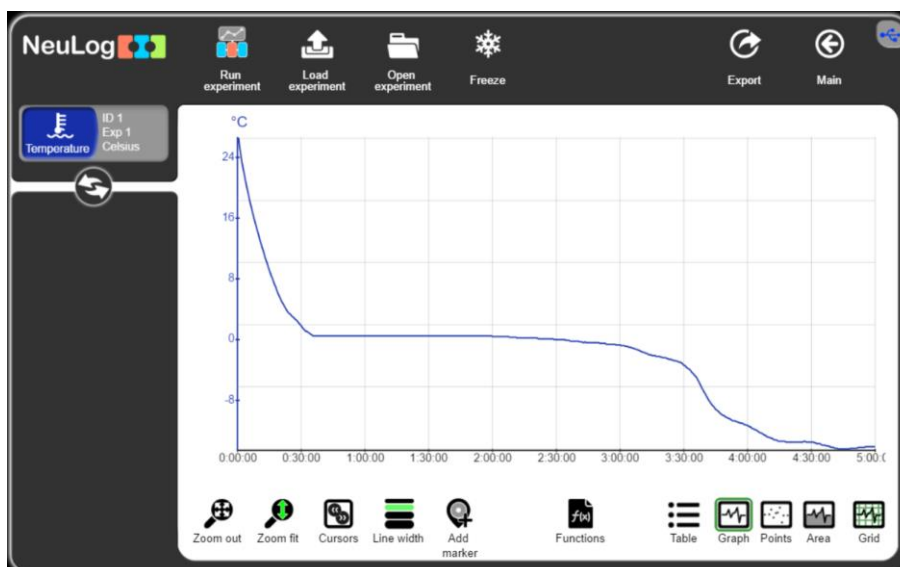 NeuLog
Run
experiment
Load
experiment
Open
experiment
Freeze
Export
Main
Temperature
ID 1
Exp 1
Celsius
°C
24
16
8
0
-8
0:00:00 0:30:00 1:00:00 1:30:00 2:00:00 2:30:00 3:00:00 3:30:00 4:00:00 4:30:00 5:00:(
Zoom out
Zoom fit
Cursors
Line width
Add
marker
f(x)
Functions
Table
Graph
Points
Area
Grid